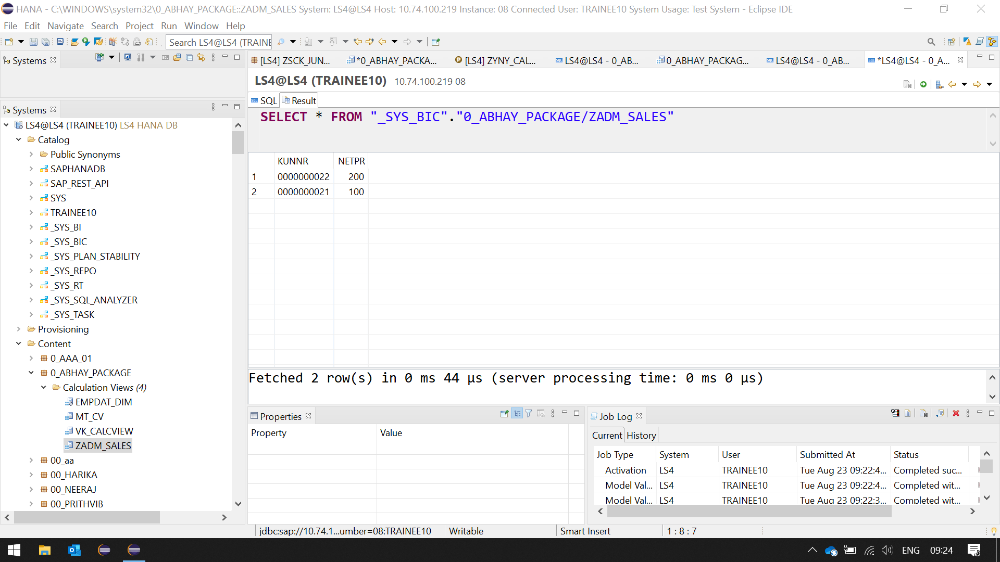 HANA - C:\WINDOWS\system32\0_ABHAY_PACKAGE::ZADM_SALES System: LS4@LS4 Host: 10.74.100.219 Instance: 08 Connected User: TRAINEE10 System Usage: Test System - Eclipse IDE
File Edit Navigate Search Project Run Window Help
Search LS4@LS4 (TRAINE
Systems
[LS4] ZSCK_JUN... *0_ABHAY_PACKA... [LS4] ZYNY_CAL... LS4@LS4 - 0_AB... 0_ABHAY_PACKAG... LS4@LS4 - 0_AB... *LS4@LS4 - 0_A...
LS4@LS4 (TRAINEE10) 10.74.100.219 08
SQL Result
SELECT * FROM "_SYS_BIC"."0_ABHAY_PACKAGE/ZADM_SALES"
KUNNR NETPR
1 0000000022 200
2 0000000021 100
Fetched 2 row(s) in 0 ms 44 µs (server processing time: 0 ms 0 µs)
Systems
LS4@LS4 (TRAINEE10) LS4 HANA DB
Catalog
Public Synonyms
SAPHANADB
SAP_REST_API
SYS
TRAINEE10
_SYS_BI
_SYS_BIC
_SYS_PLAN_STABILITY
_SYS_REPO
_SYS_RT
_SYS_SQL_ANALYZER
_SYS_TASK
Provisioning
Content
0_AAA_01
0_ABHAY_PACKAGE
Calculation Views (4)
EMPDAT_DIM
MT_CV
VK_CALCVIEW
ZADM_SALES
00_aa
00_HARIKA
00_NEERAJ
00_PRITHVIB
Properties
Property Value
Job Log
Current History
Job Type System User Submitted At Status
Activation LS4 TRAINEE10 Tue Aug 23 09:22:4... Completed suc...
Model Val... LS4 TRAINEE10 Tue Aug 23 09:22:4... Completed wit...
Model Val... LS4 TRAINEE10 Tue Aug 23 09:22:3... Completed wit...
jdbc:sap://10.74.1...umber=08:TRAINEE10 Writable Smart Insert 1 : 8 : 7
ENG 09:24